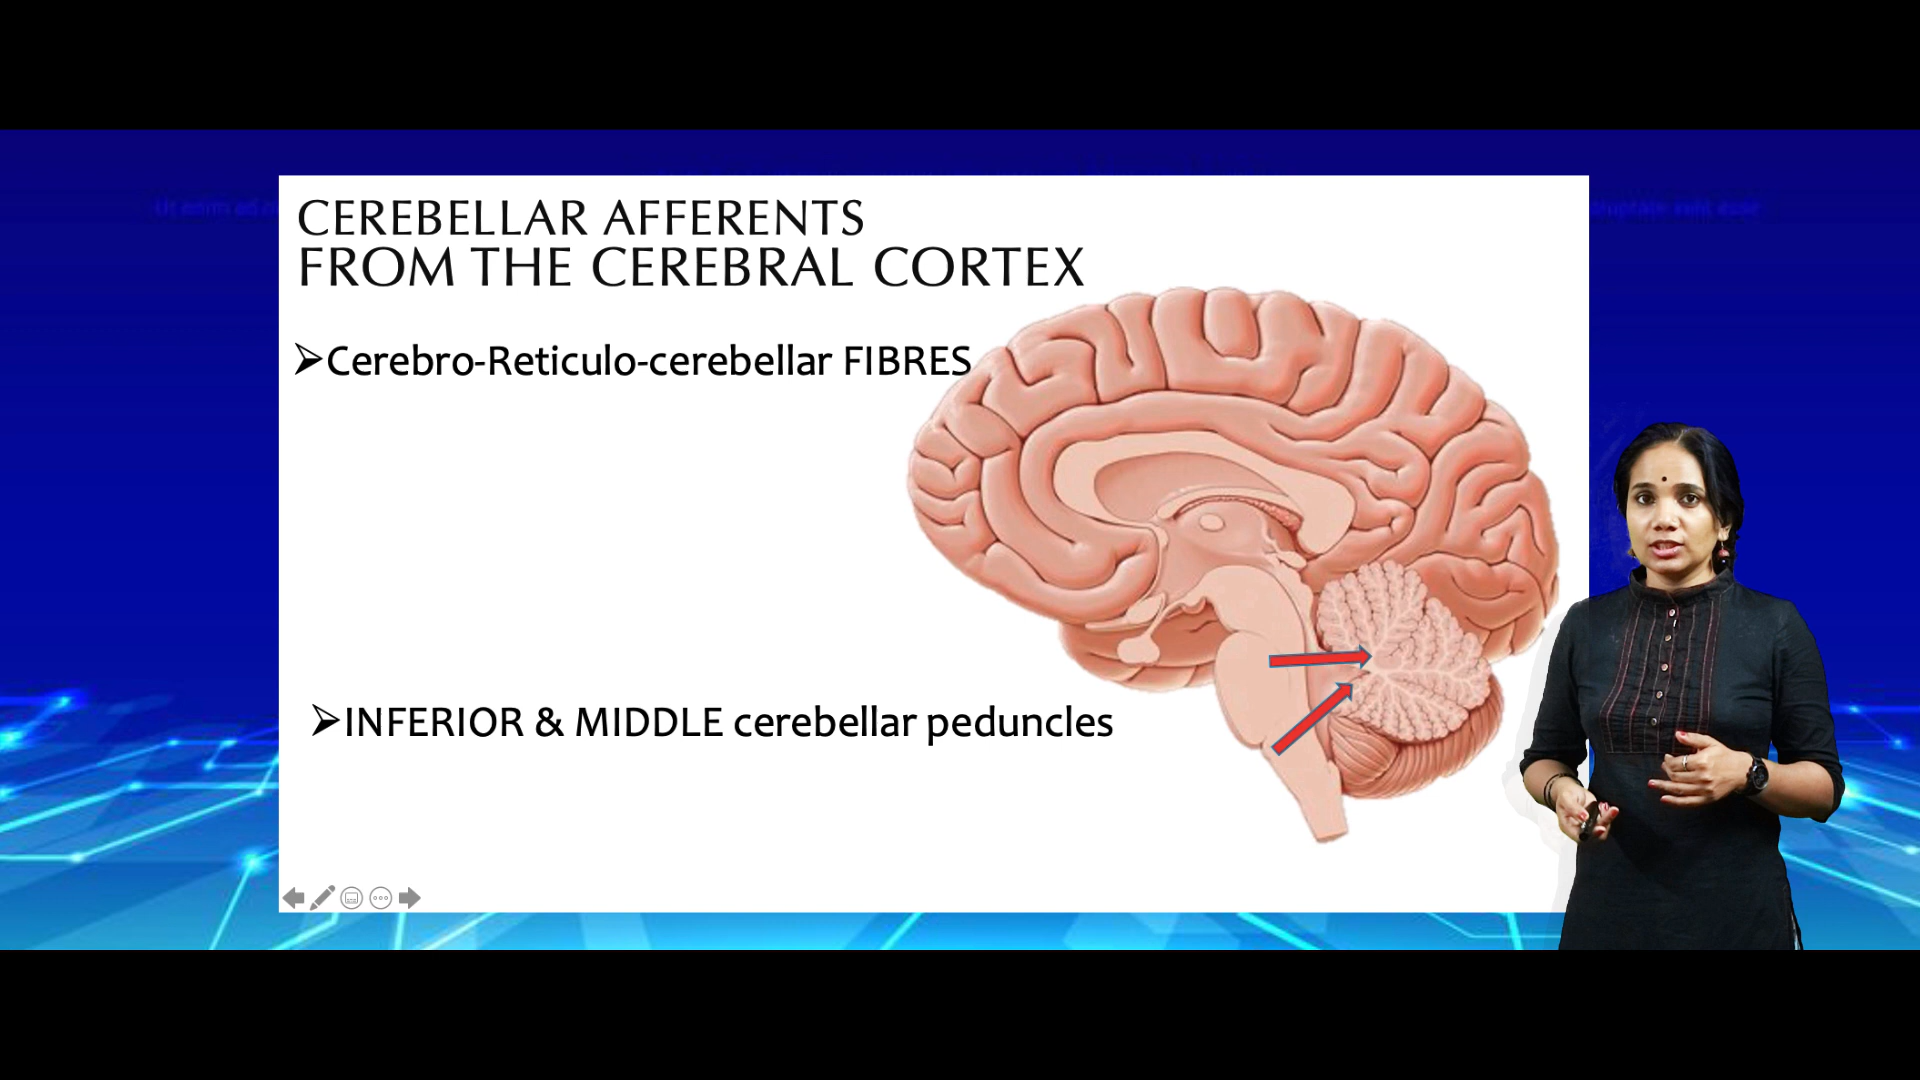 CEREBELLAR AFFERENTS
FROM THE CEREBRAL CORTEX
➢Cerebro-Reticulo-cerebellar FIBRES
➢INFERIOR & MIDDLE cerebellar peduncles